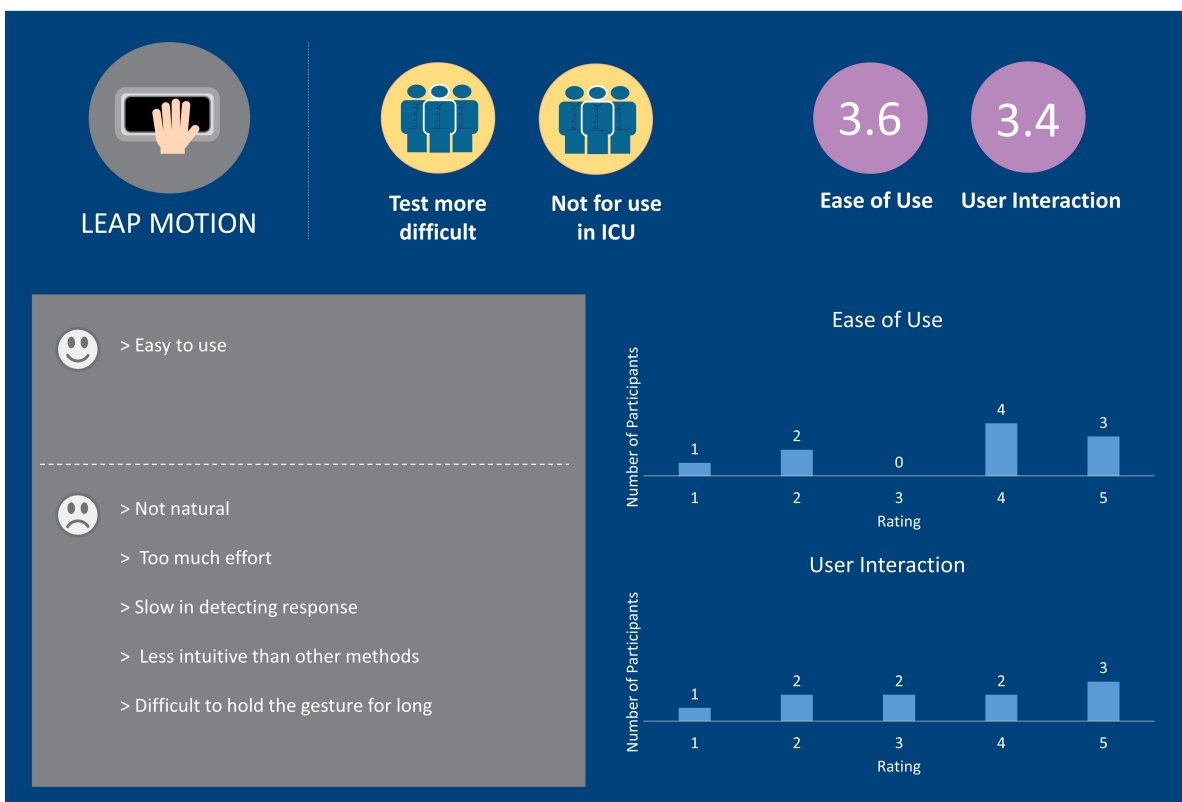 LEAP MOTION
Test more
difficult
Not for use
in ICU
3.6
Ease of Use
3.4
User Interaction
> Easy to use
> Not natural
>  Too much effort
> Slow in detecting response
>  Less intuitive than other methods
> Difficult to hold the gesture for long
Ease of Use
Number of Participants
1 2 0 4 3
1 2 3 4 5
Rating
User Interaction
Number of Participants
1 2 2 2 3
1 2 3 4 5
Rating